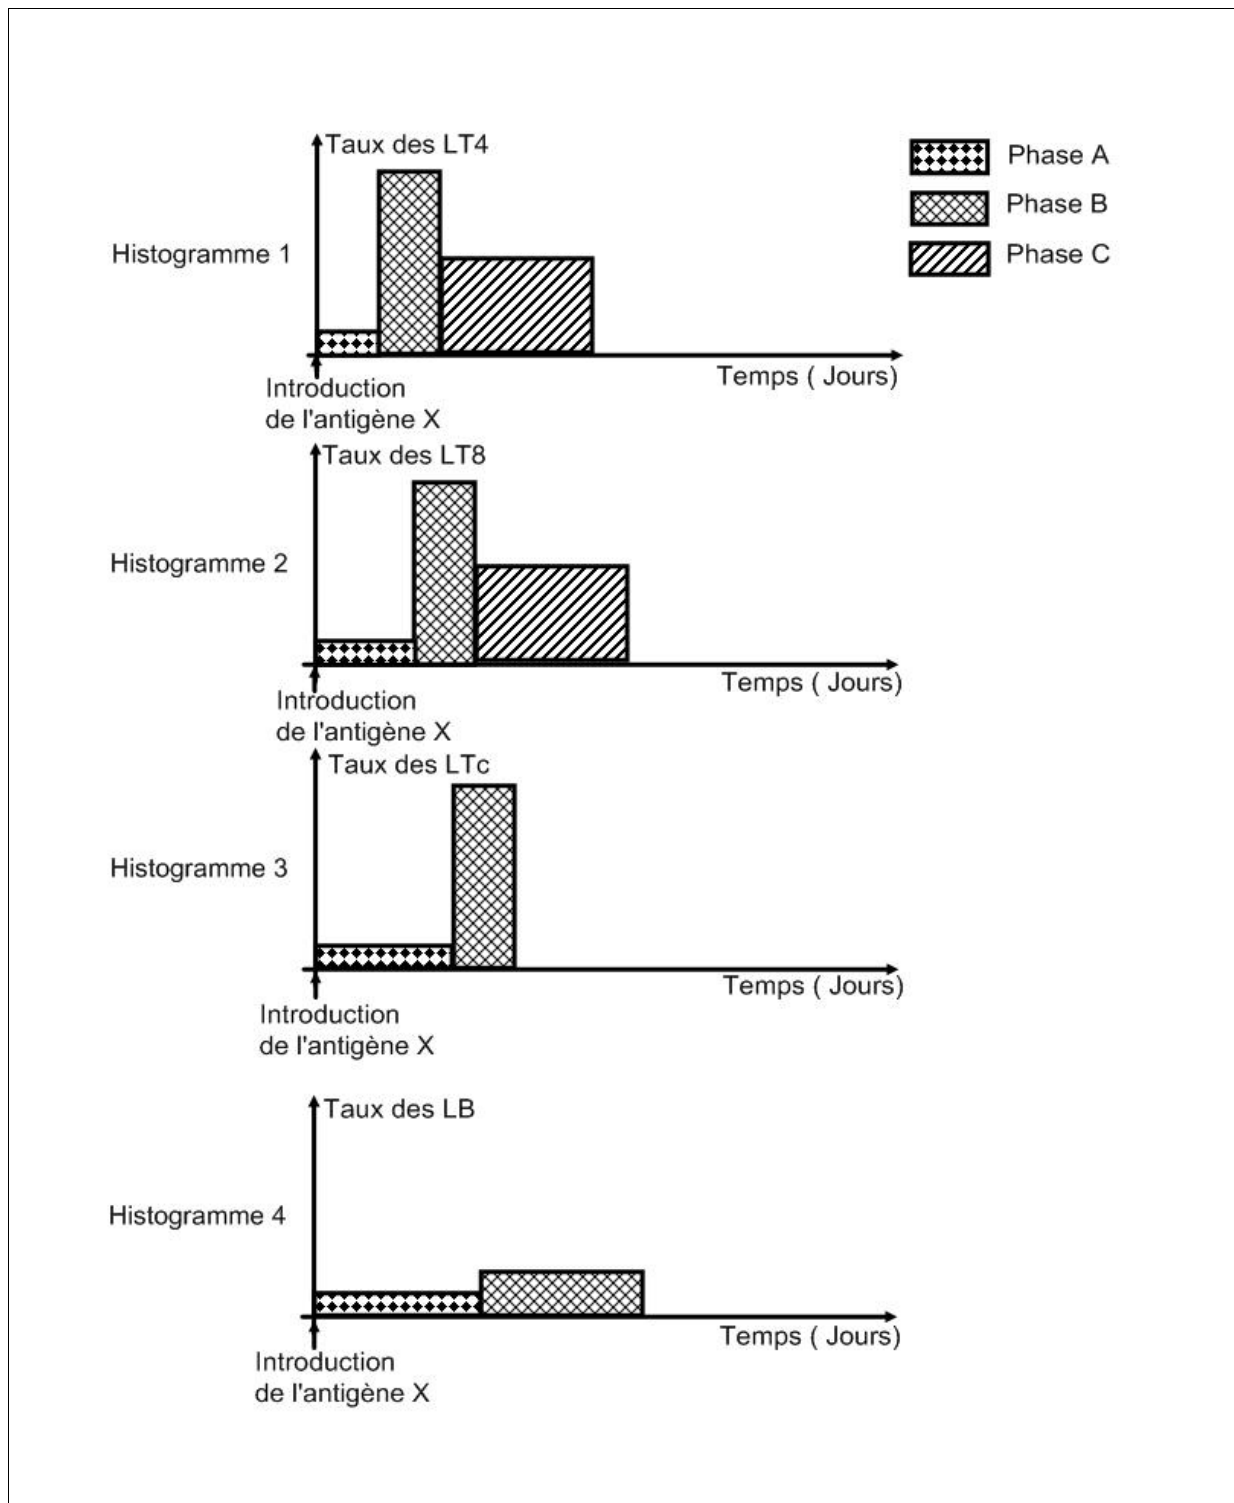 Taux des LT4
Phase A
Phase B
Phase C
Histogramme 1
Temps ( Jours)
Introduction
de l'antigène X
Taux des LT8
Histogramme 2
Temps ( Jours)
Introduction
de l'antigène X
Taux des LTc
Histogramme 3
Temps ( Jours)
Introduction
de l'antigène X
Taux des LB
Histogramme 4
Temps ( Jours)
Introduction
de l'antigène X